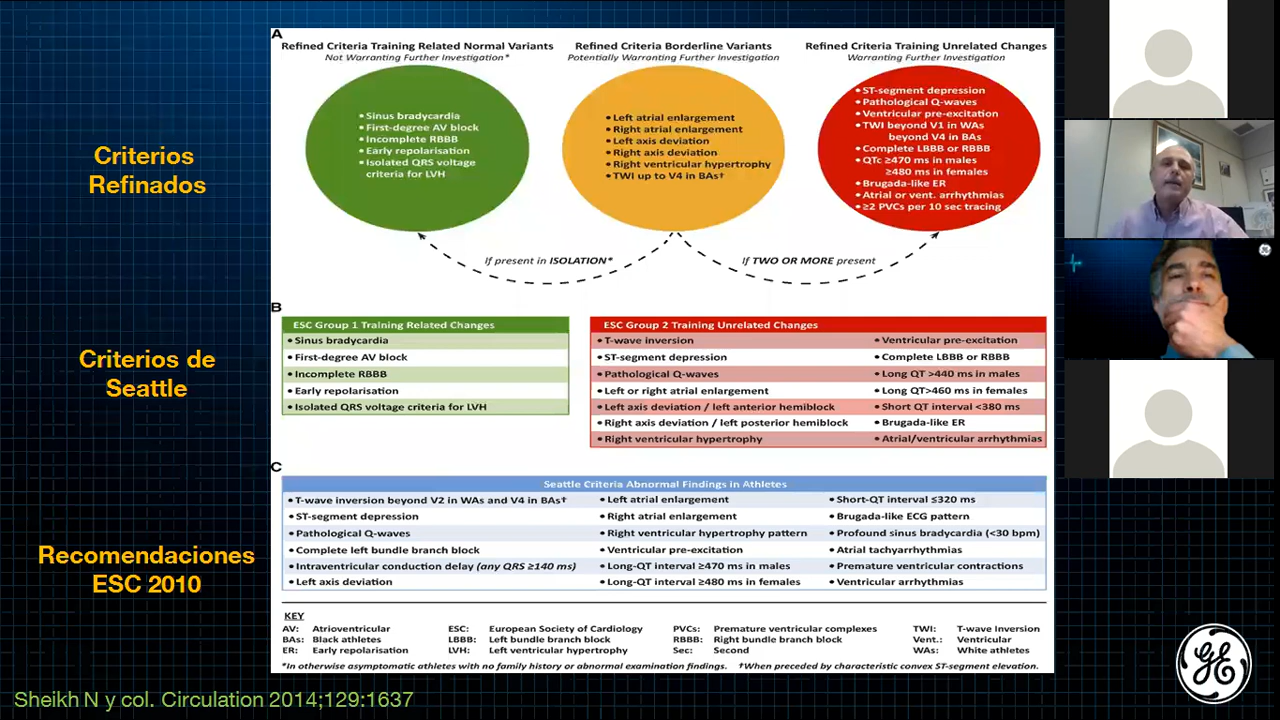 A
Refined Criteria Training Related Normal Variants
Not Warranting Further Investigation*
• Sinus bradycardia
• First-degree AV block
• Incomplete RBBB
• Early repolarisation
• Isolated QRS voltage
criteria for LVH
Refined Criteria Borderline Variants
Potentially Warranting Further Investigation
• Left atrial enlargement
• Right atrial enlargement
• Left axis deviation
• Right axis deviation
• Right ventricular hypertrophy
• TWI up to V4 in BAs†
Refined Criteria Training Unrelated Changes
Warranting Further Investigation
• ST-segment depression
• Pathological Q-waves
• Ventricular pre-excitation
• TWI beyond V1 in WAs
beyond V4 in BAs
• Complete LBBB or RBBB
• QTc ≥470 ms in males
≥480 ms in females
• Brugada-like ER
• Atrial or vent. arrhythmias
• ≥2 PVCs per 10 sec tracing
If present in ISOLATION*
If TWO OR MORE present
Criterios
Refinados
B
ESC Group 1 Training Related Changes
• Sinus bradycardia
• First-degree AV block
• Incomplete RBBB
• Early repolarisation
• Isolated QRS voltage criteria for LVH
ESC Group 2 Training Unrelated Changes
• T-wave inversion
• ST-segment depression
• Pathological Q-waves
• Left or right atrial enlargement
• Left axis deviation / left anterior hemiblock
• Right axis deviation / left posterior hemiblock
• Right ventricular hypertrophy
• Ventricular pre-excitation
• Complete LBBB or RBBB
• Long QT >440 ms in males
• Long QT>460 ms in females
• Short QT interval <380 ms
• Brugada-like ER
• Atrial/ventricular arrhythmias
Criterios de
Seattle
C
Seattle Criteria Abnormal Findings in Athletes
• T-wave inversion beyond V2 in WAs and V4 in BAs†
• ST-segment depression
• Pathological Q-waves
• Complete left bundle branch block
• Intraventricular conduction delay (any QRS ≥140 ms)
• Left axis deviation
• Left atrial enlargement
• Right atrial enlargement
• Right ventricular hypertrophy pattern
• Ventricular pre-excitation
• Long-QT interval ≥470 ms in males
• Long-QT interval ≥480 ms in females
• Short-QT interval ≤320 ms
• Brugada-like ECG pattern
• Profound sinus bradycardia (<30 bpm)
• Atrial tachyarrhythmias
• Premature ventricular contractions
• Ventricular arrhythmias
Recomendaciones
ESC 2010
KEY
AV: Atrioventricular
BAs: Black athletes
ER: Early repolarisation
ESC: European Society of Cardiology
LBBB: Left bundle branch block
LVH: Left ventricular hypertrophy
PVCs: Premature ventricular complexes
RBBB: Right bundle branch block
Sec: Second
TWI: T-wave Inversion
Vent.: Ventricular
WAs: White athletes
*In otherwise asymptomatic athletes with no family history or abnormal examination findings. †When preceded by characteristic convex ST-segment elevation.
Sheikh N y col. Circulation 2014;129:1637
GE